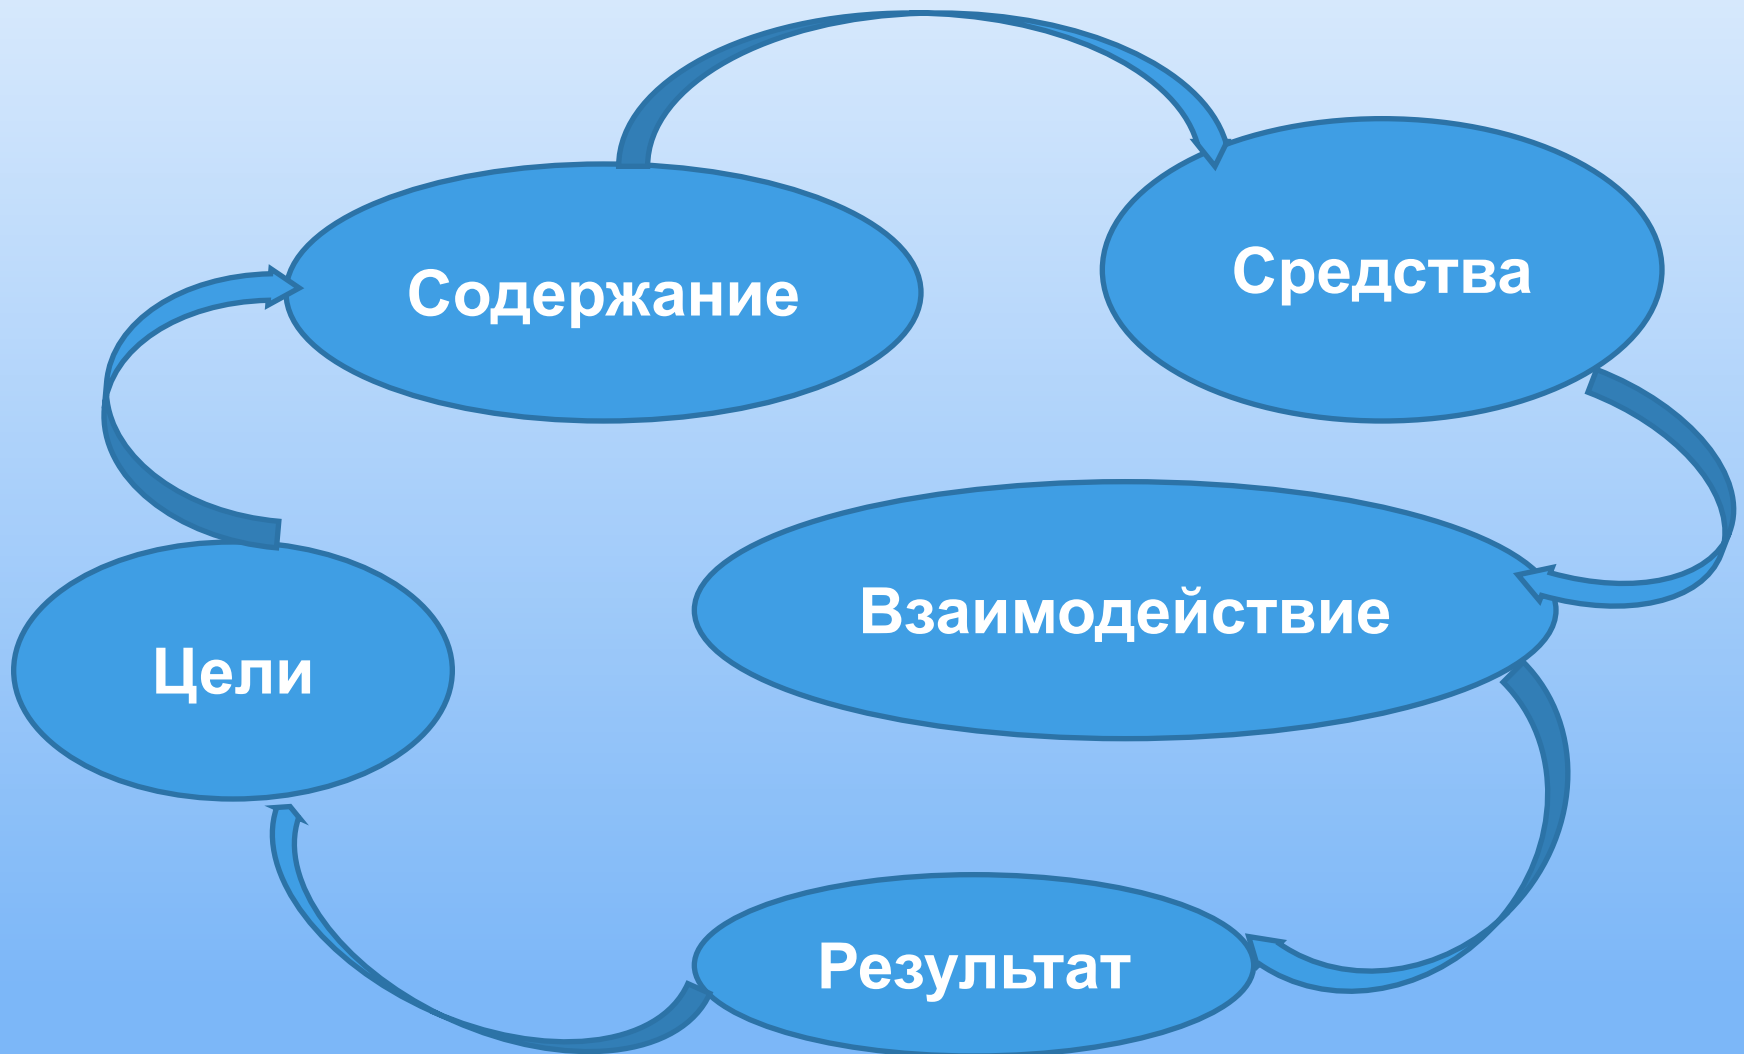 Содержание
Средства
Взаимодействие
Цели
Результат